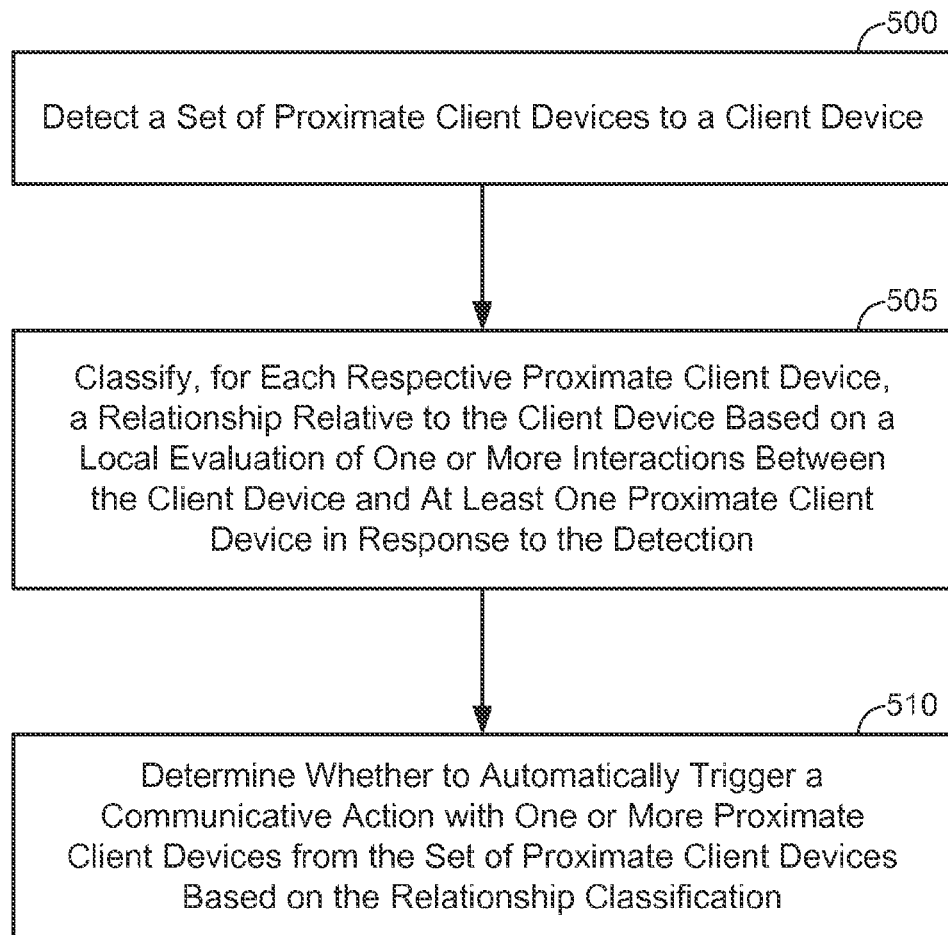 500
Detect a Set of Proximate Client Devices to a Client Device
505
Classify, for Each Respective Proximate Client Device,
a Relationship Relative to the Client Device Based on a
Local Evaluation of One or More Interactions Between
the Client Device and At Least One Proximate Client
Device in Response to the Detection
510
Determine Whether to Automatically Trigger a
Communicative Action with One or More Proximate
Client Devices from the Set of Proximate Client Devices
Based on the Relationship Classification